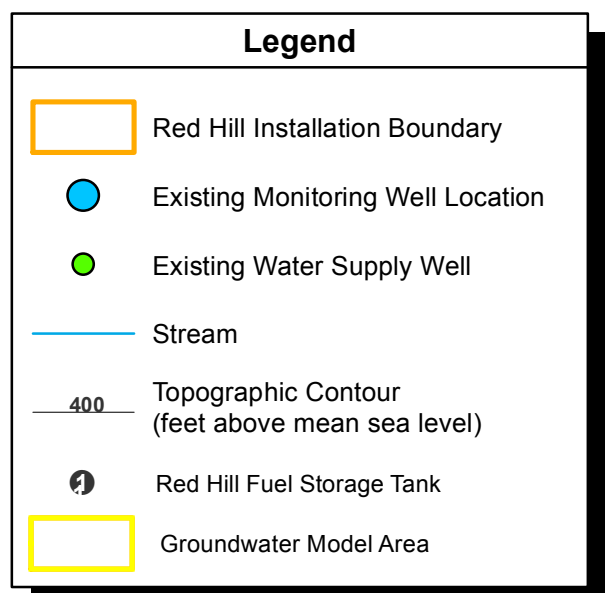 Legend
Red Hill Installation Boundary
Existing Monitoring Well Location
Existing Water Supply Well
Stream
400
Topographic Contour
(feet above mean sea level)
1
Red Hill Fuel Storage Tank
Groundwater Model Area